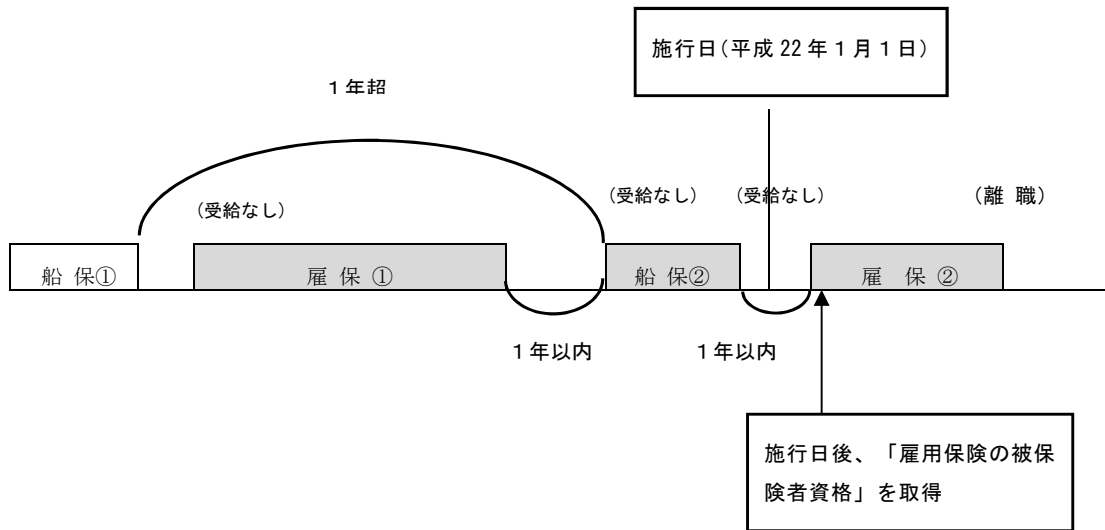 施行日(平成22年1月1日)
1年超
(受給なし)
(受給なし)
(受給なし)
(離 職)
船 保①
雇 保 ①
船 保②
雇 保 ②
1年以内
1年以内
施行日後、「雇用保険の被保
険者資格」を取得